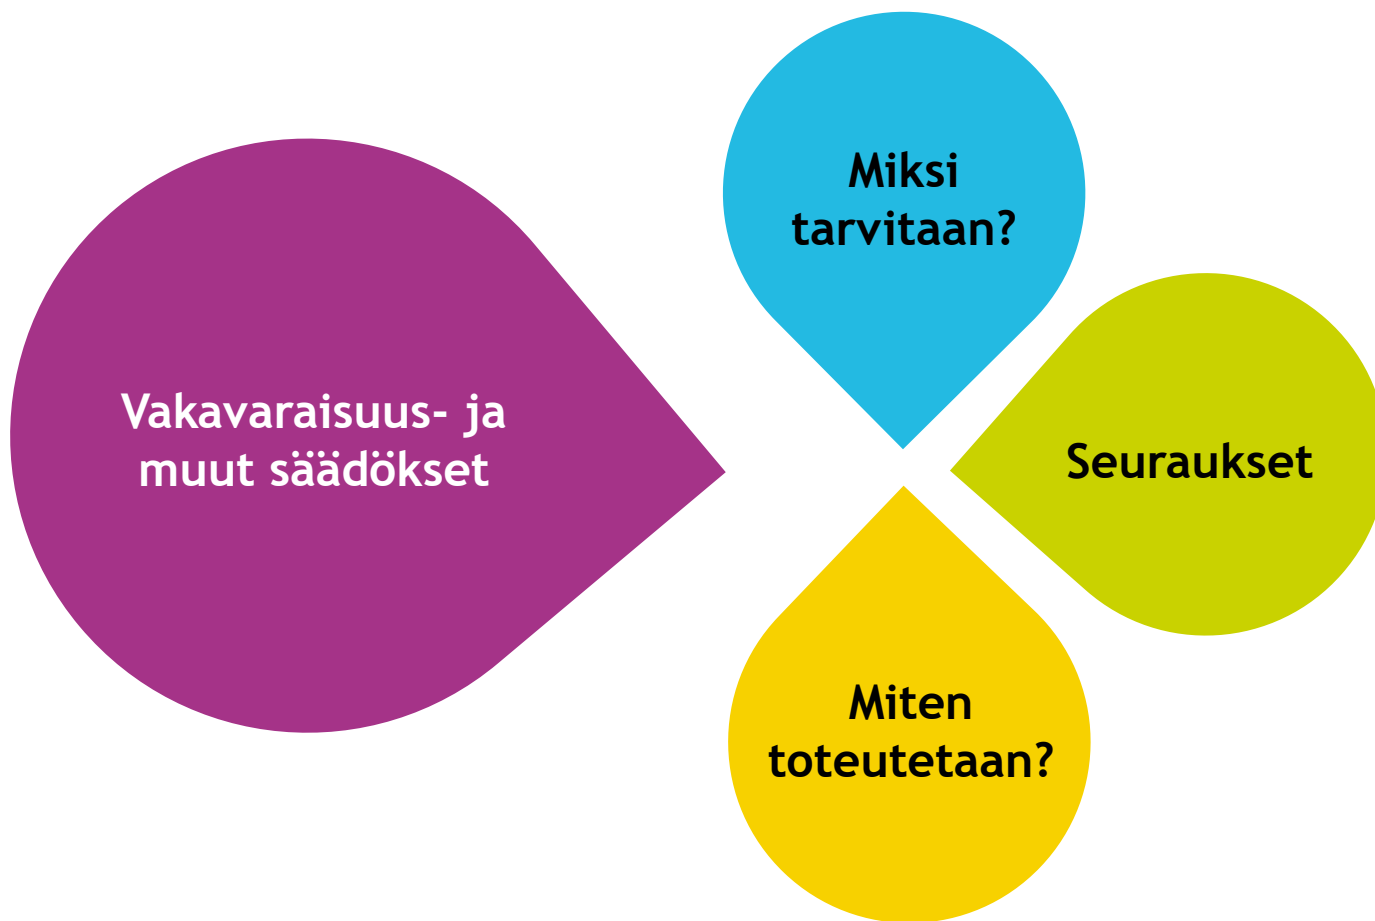 Vakavaraisuus- ja
muut säädökset
Miksi
tarvitaan?
Seuraukset
Miten
toteutetaan?